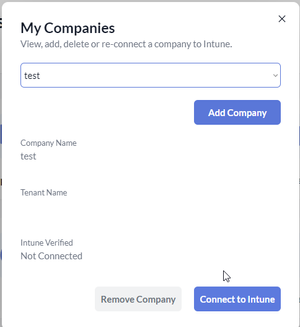 My Companies
View, add, delete or re-connect a company to Intune.
test
Add Company
Company Name
test
Tenant Name
Intune Verified
Not Connected
Remove Company
Connect to Intune